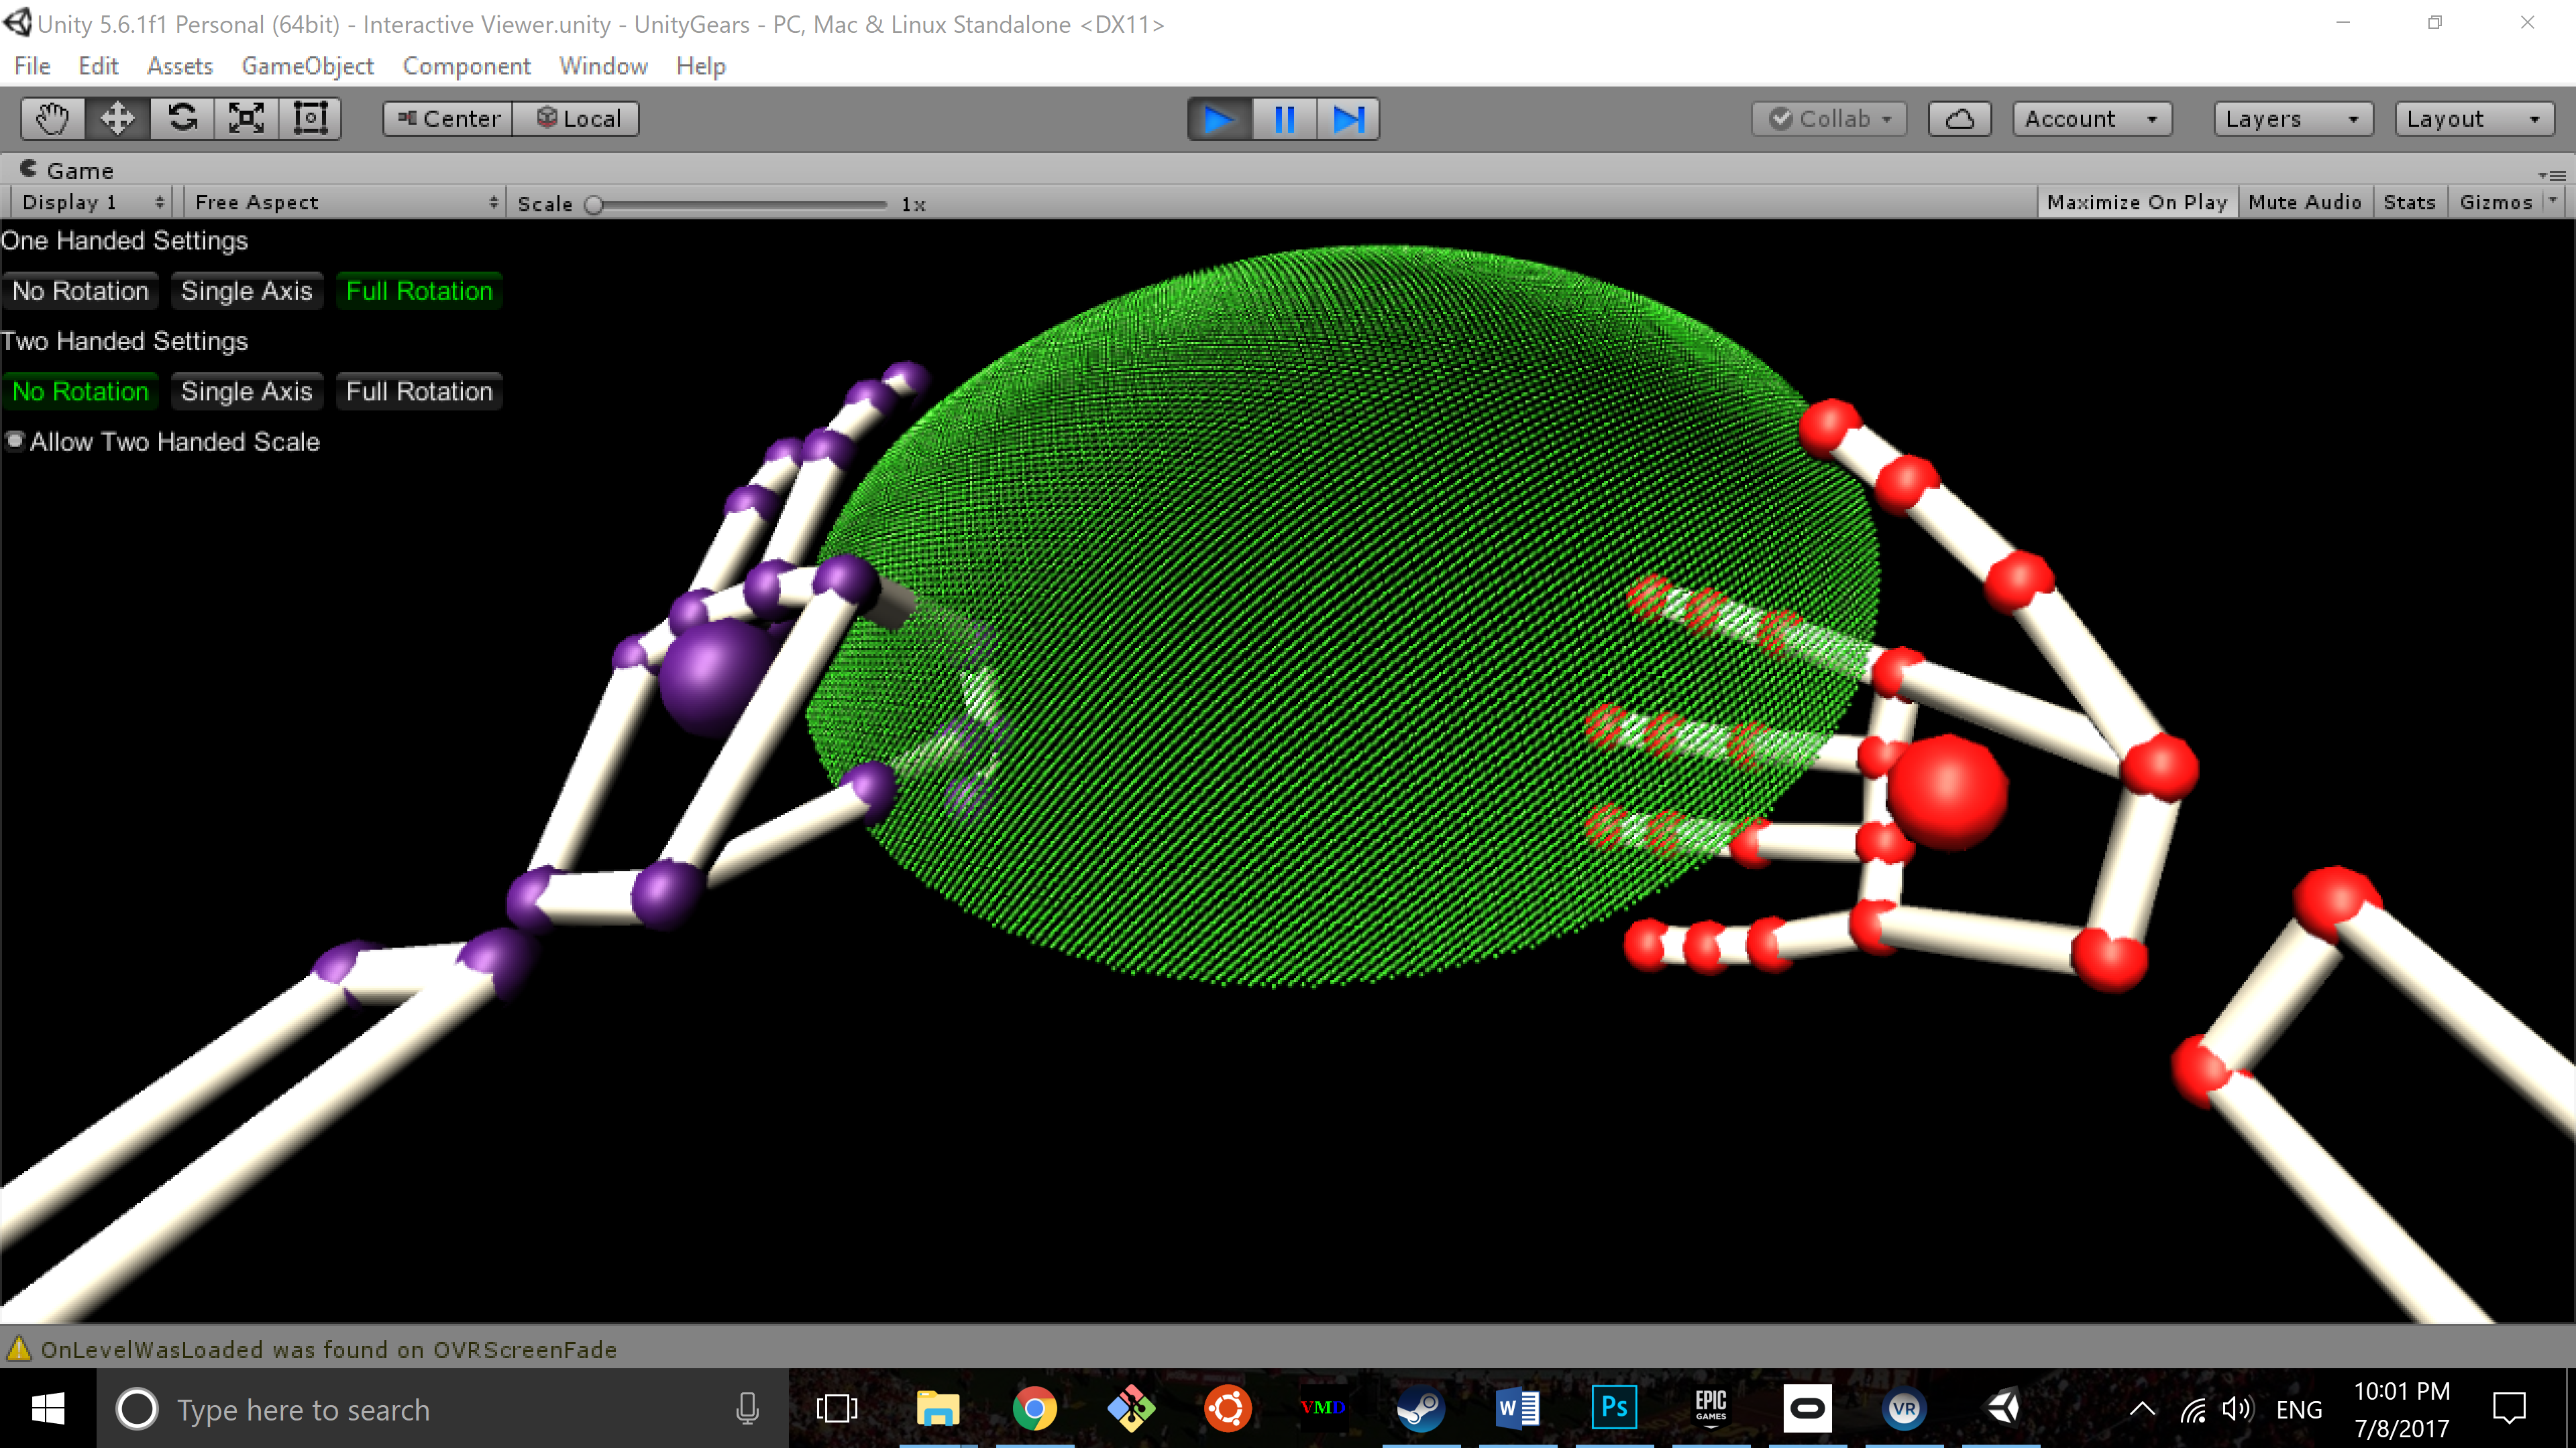 Unity 5.6.1f1 Personal (64bit) - Interactive Viewer.unity - UnityGears - PC, Mac & Linux Standalone <DX11>
File Edit Assets GameObject Component Window Help
Center Local Collab Account Layers Layout
Game
Display 1 Free Aspect Scale 1x Maximize On Play Mute Audio Stats Gizmos
One Handed Settings
No Rotation Single Axis Full Rotation
Two Handed Settings
No Rotation Single Axis Full Rotation
Allow Two Handed Scale
OnLevelWasLoaded was found on OVRScreenFade
Type here to search VMD W Ps EPIC GAMES VR ENG 10:01 PM
7/8/2017